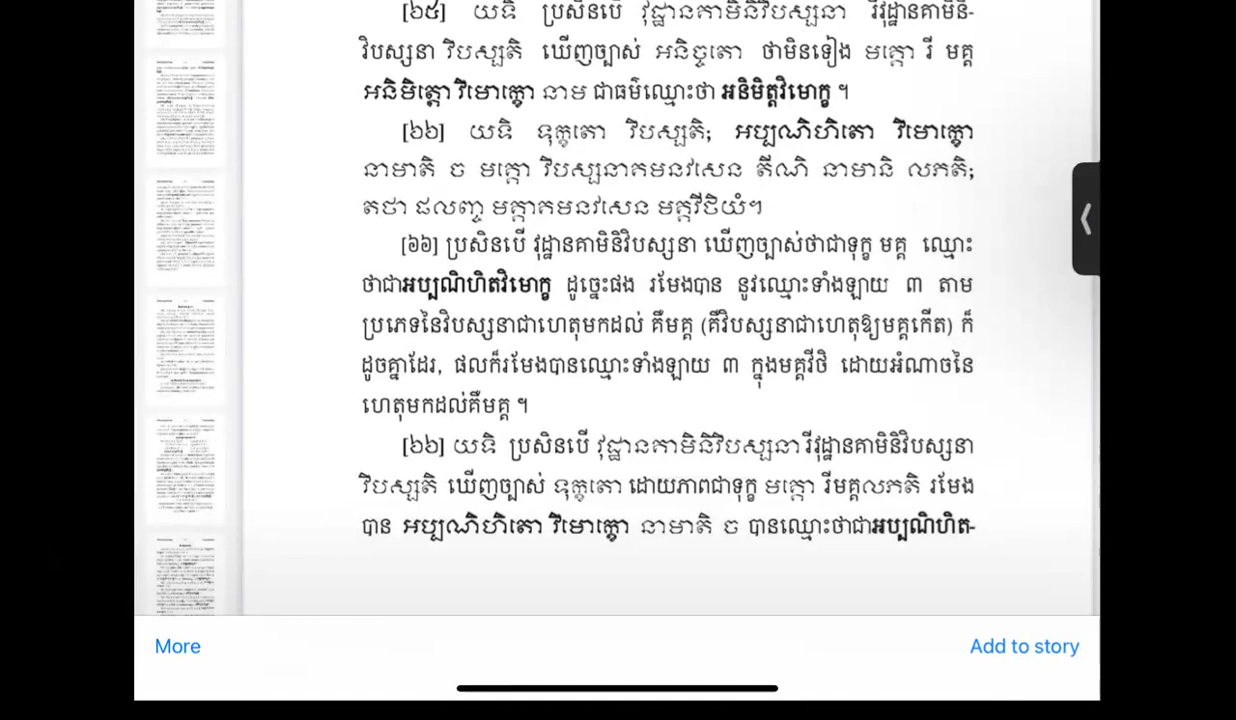 [៦៥] យទិ ប្រសិនបើ វុដ្ឋានគាមិនិវិបស្សនា រីវុដ្ឋានគាមិនី-
វិបស្សនា វិបស្សតិ ឃើញច្បាស់ អនិច្ចតោ ថាមិនទៀង មគ្គោ រី មគ្គ
អនិមិត្តោ វិមោក្ខោ នាម ជាធម៌ឈ្មោះថា អនិមិត្តវិមោក្ខ ។
[៦៦] យទិ ទុក្ខតោ វិបស្សតិ; អប្បណិហិតោ វិមោក្ខោ
នាមាតិ ច មគ្គោ វិបស្សនាគមនវសេន តីណិ នាមានិ លភតិ;
តថា ផលញ្ច មគ្គាគមនវសេន មគ្គវីថិយំ។
[៦៦] ប្រសិនបើ វុដ្ឋានគាមិនិវិបស្សនា ឃើញច្បាស់ថាជាទុក្ខ មគ្គ ឈ្មោះ
ថាជាអប្បណិហិតវិមោក្ខ ដូច្នេះផង រមែងបាន នូវឈ្មោះទាំងឡាយ ៣ តាម
ប្រភេទនៃវិបស្សនាជាហេតុមកដល់ គឺមគ្គ (គឺវិបស្សនាជាហេតុឱ្យមគ្គកើត) ក៏
ដូចគ្នាដែរ, ផលក៏រមែងបានឈ្មោះទាំងឡាយ ៣ ក្នុងមគ្គវីថិ ដោយអំណាចនៃ
ហេតុមកដល់គឺមគ្គ ។
[៦៦] យទិ ប្រសិនបើ វុដ្ឋានគាមិនិវិបស្សនា រីវុដ្ឋានគាមិនិវិបស្សនា
វិបស្សតិ ឃើញច្បាស់ ទុក្ខតោ ដោយភាពជាទុក្ខ មគ្គោ រីមគ្គលភតិ រមែង
បាន អប្បណិហិតោ វិមោក្ខោ នាមាតិ ច បានឈ្មោះថាជាអប្បណិហិត-
More
Add to story